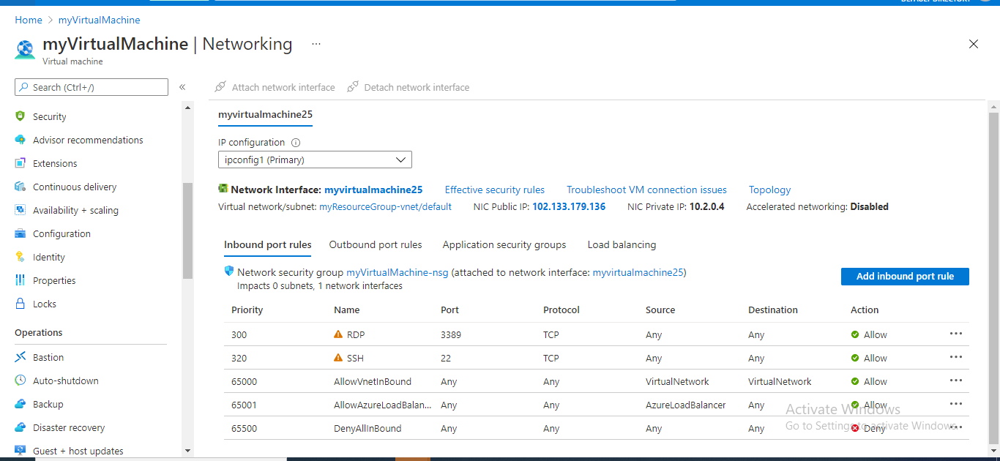 Home > myVirtualMachine
myVirtualMachine | Networking ...
Virtual machine
Search (Ctrl+/) «
Security
Advisor recommendations
Extensions
Continuous delivery
Availability + scaling
Configuration
Identity
Properties
Locks
Operations
Bastion
Auto-shutdown
Backup
Disaster recovery
Guest + host updates
Attach network interface Detach network interface
myvirtualmachine25
IP configuration
ipconfig1 (Primary)
Network Interface: myvirtualmachine25 Effective security rules Troubleshoot VM connection issues Topology
Virtual network/subnet: myResourceGroup-vnet/default NIC Public IP: 102.133.179.136 NIC Private IP: 10.2.0.4 Accelerated networking: Disabled
Inbound port rules Outbound port rules Application security groups Load balancing
Network security group myVirtualMachine-nsg (attached to network interface: myvirtualmachine25)
Impacts 0 subnets, 1 network interfaces
Add inbound port rule
Priority Name Port Protocol Source Destination Action
300 RDP 3389 TCP Any Any Allow ...
320 SSH 22 TCP Any Any Allow ...
65000 AllowVnetInBound Any Any VirtualNetwork VirtualNetwork Allow ...
65001 AllowAzureLoadBalan... Any Any AzureLoadBalancer Any Allow ...
65500 DenyAllInBound Any Any Any Any Deny ...
Activate Windows
Go to Settings to activate Windows.